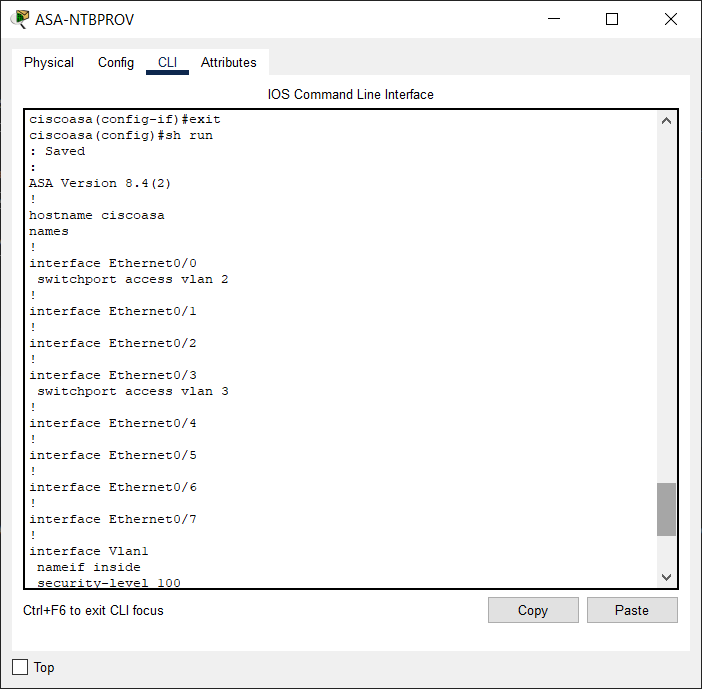 ASA-NTBPROV
Physical Config CLI Attributes
IOS Command Line Interface
ciscoasa(config-if)#exit
ciscoasa(config)#sh run
: Saved
:
ASA Version 8.4(2)
!
hostname ciscoasa
names
!
interface Ethernet0/0
 switchport access vlan 2
!
interface Ethernet0/1
!
interface Ethernet0/2
!
interface Ethernet0/3
 switchport access vlan 3
!
interface Ethernet0/4
!
interface Ethernet0/5
!
interface Ethernet0/6
!
interface Ethernet0/7
!
interface Vlan1
 nameif inside
 security-level 100
Ctrl+F6 to exit CLI focus
Copy Paste
Top